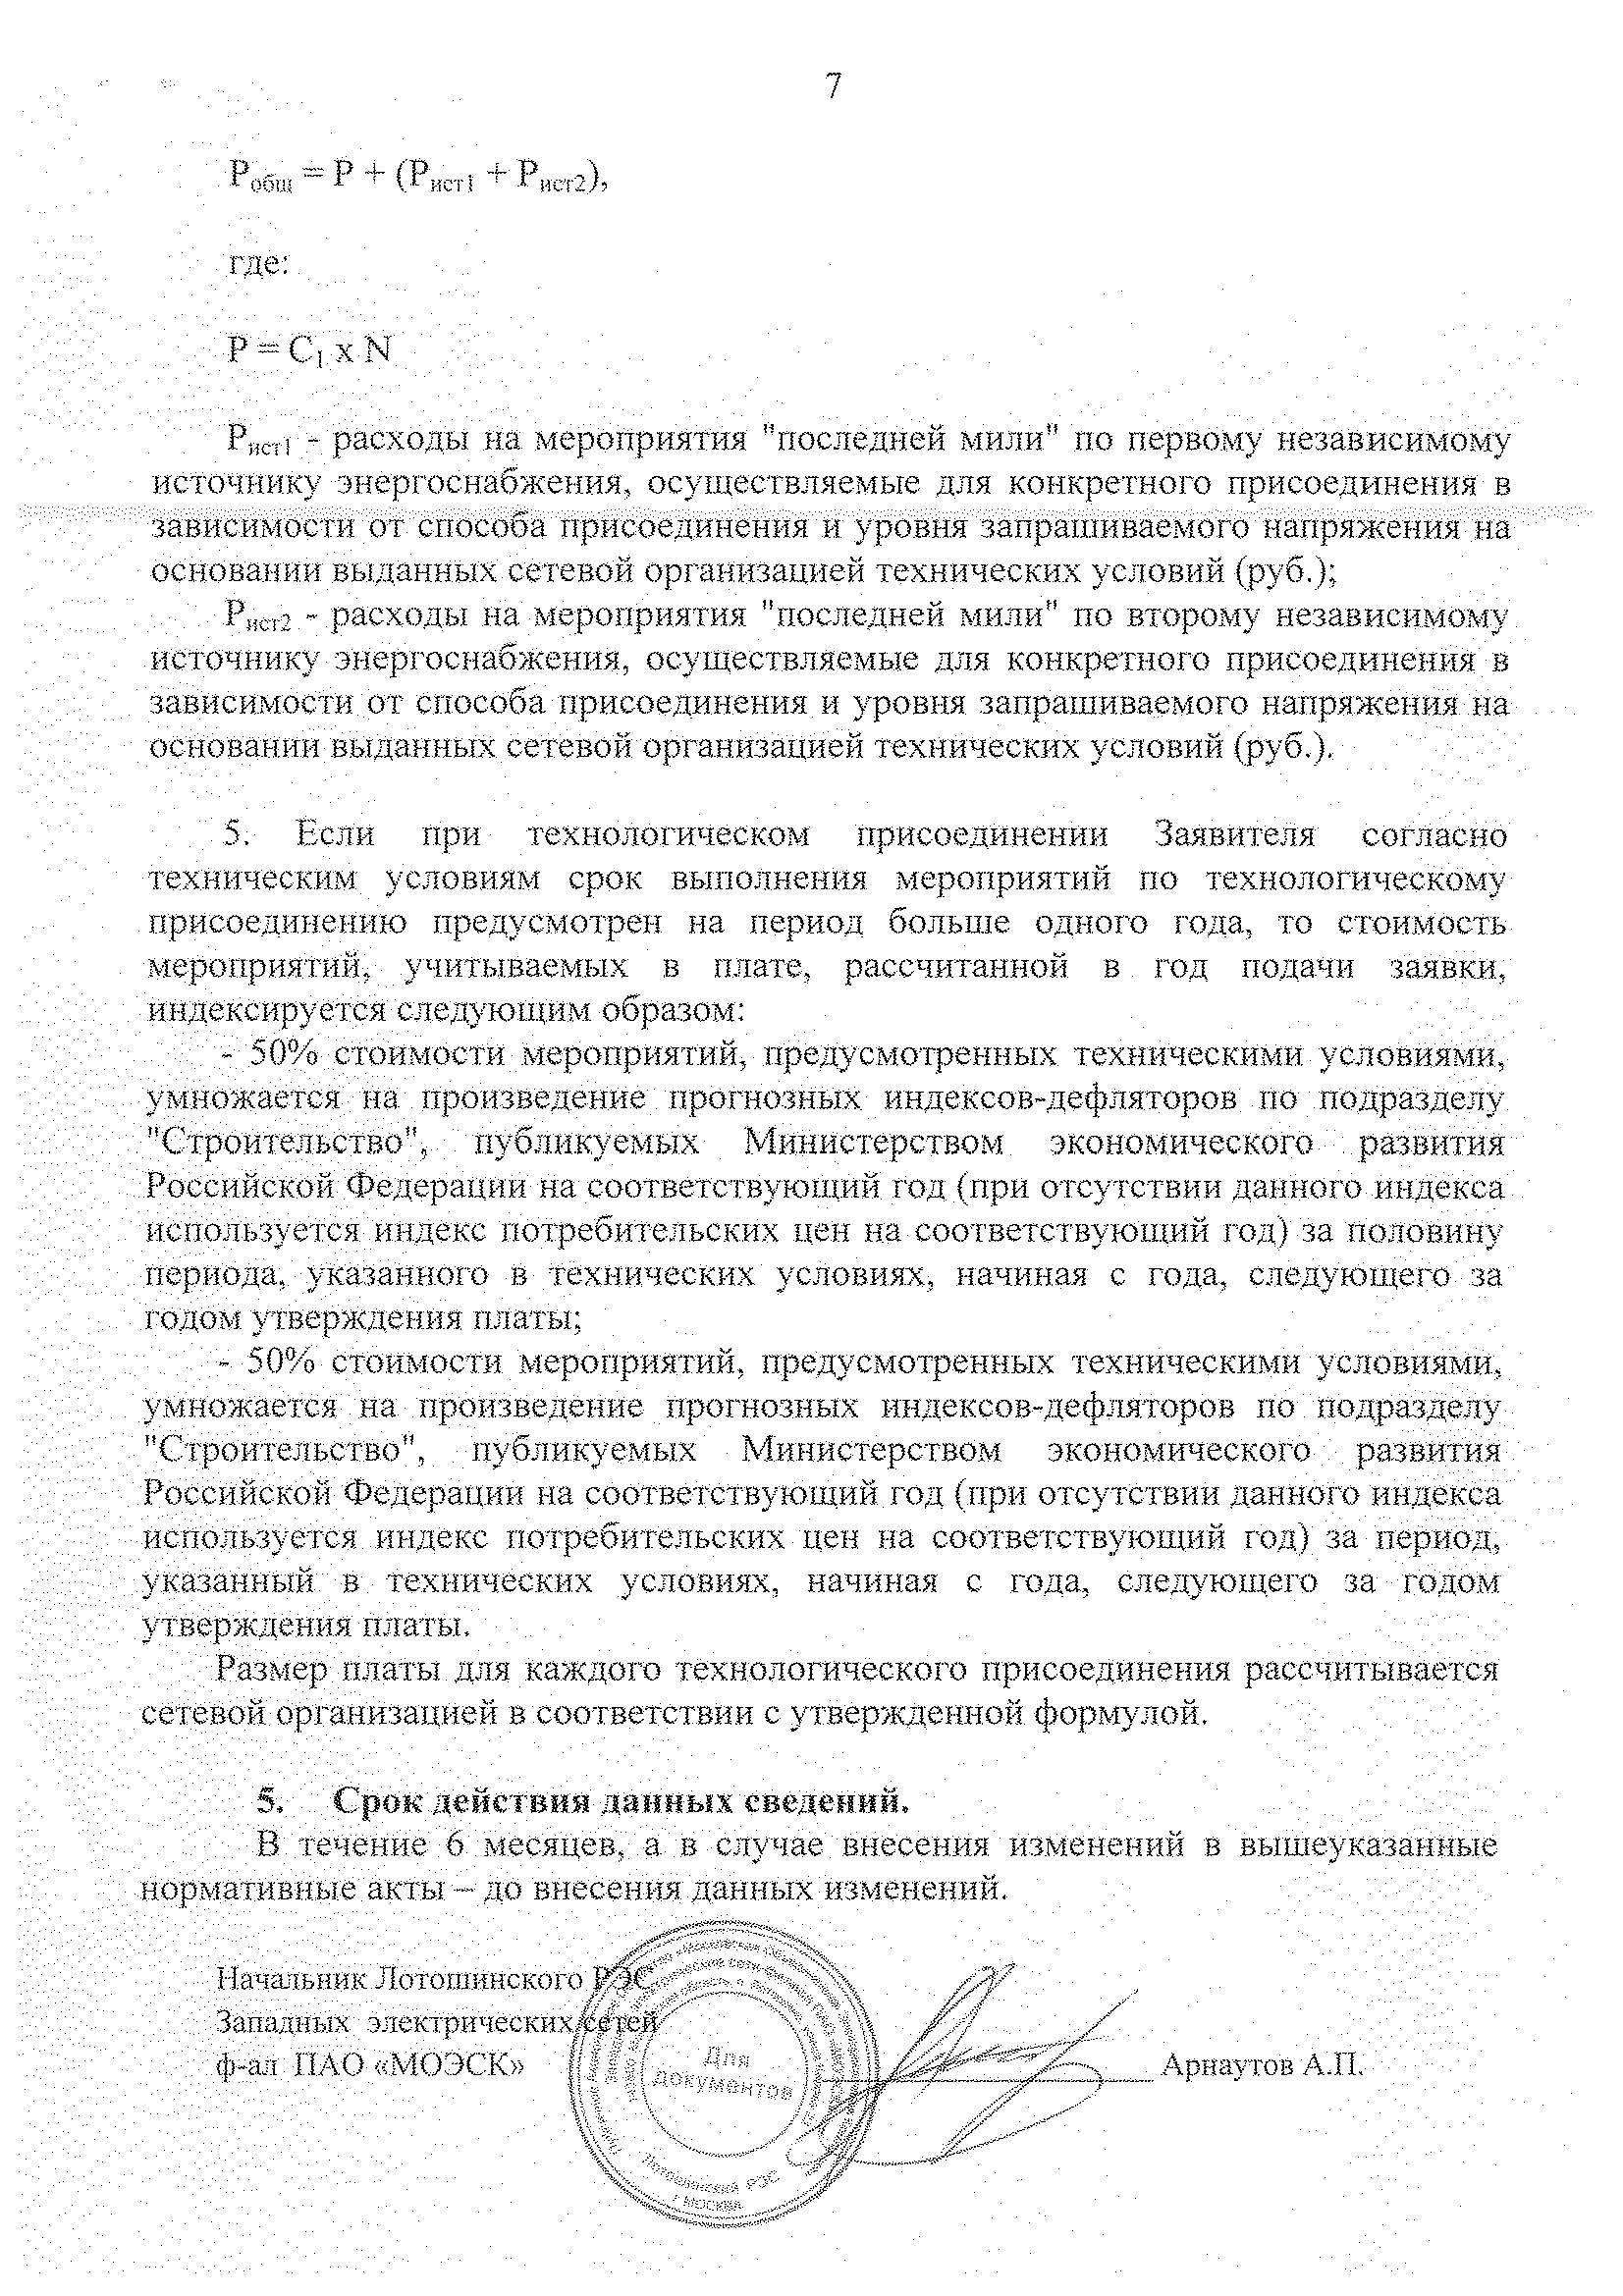 7
Робщ = P + (Pист1 + Pист2),
где:
P = C1 x N
Pист1 - расходы на мероприятия "последней мили" по первому независимому
источнику энергоснабжения, осуществляемые для конкретного присоединения в
зависимости от способа присоединения и уровня запрашиваемого напряжения на
основании выданных сетевой организацией технических условий (руб.);
Pист2 - расходы на мероприятия "последней мили" по второму независимому
источнику энергоснабжения, осуществляемые для конкретного присоединения в
зависимости от способа присоединения и уровня запрашиваемого напряжения на
основании выданных сетевой организацией технических условий (руб.).
5. Если при технологическом присоединении Заявителя согласно
техническим условиям срок выполнения мероприятий по технологическому
присоединению предусмотрен на период больше одного года, то стоимость
мероприятий, учитываемых в плате, рассчитанной в год подачи заявки,
индексируется следующим образом:
- 50% стоимости мероприятий, предусмотренных техническими условиями,
умножается на произведение прогнозных индексов-дефляторов по подразделу
"Строительство", публикуемых Министерством экономического развития
Российской Федерации на соответствующий год (при отсутствии данного индекса
используется индекс потребительских цен на соответствующий год) за половину
периода, указанного в технических условиях, начиная с года, следующего за
годом утверждения платы;
- 50% стоимости мероприятий, предусмотренных техническими условиями,
умножается на произведение прогнозных индексов-дефляторов по подразделу
"Строительство", публикуемых Министерством экономического развития
Российской Федерации на соответствующий год (при отсутствии данного индекса
используется индекс потребительских цен на соответствующий год) за период,
указанный в технических условиях, начиная с года, следующего за годом
утверждения платы.
Размер платы для каждого технологического присоединения рассчитывается
сетевой организацией в соответствии с утвержденной формулой.
5. Срок действия данных сведений.
В течение 6 месяцев, а в случае внесения изменений в вышеуказанные
нормативные акты – до внесения данных изменений.
Начальник Лотошинского РЭС
Западных электрических сетей
ф-ал ПАО «МОЭСК»
Арнаутов А.П.
Для
документов
Лотошинский РЭС
г. МОСКВА